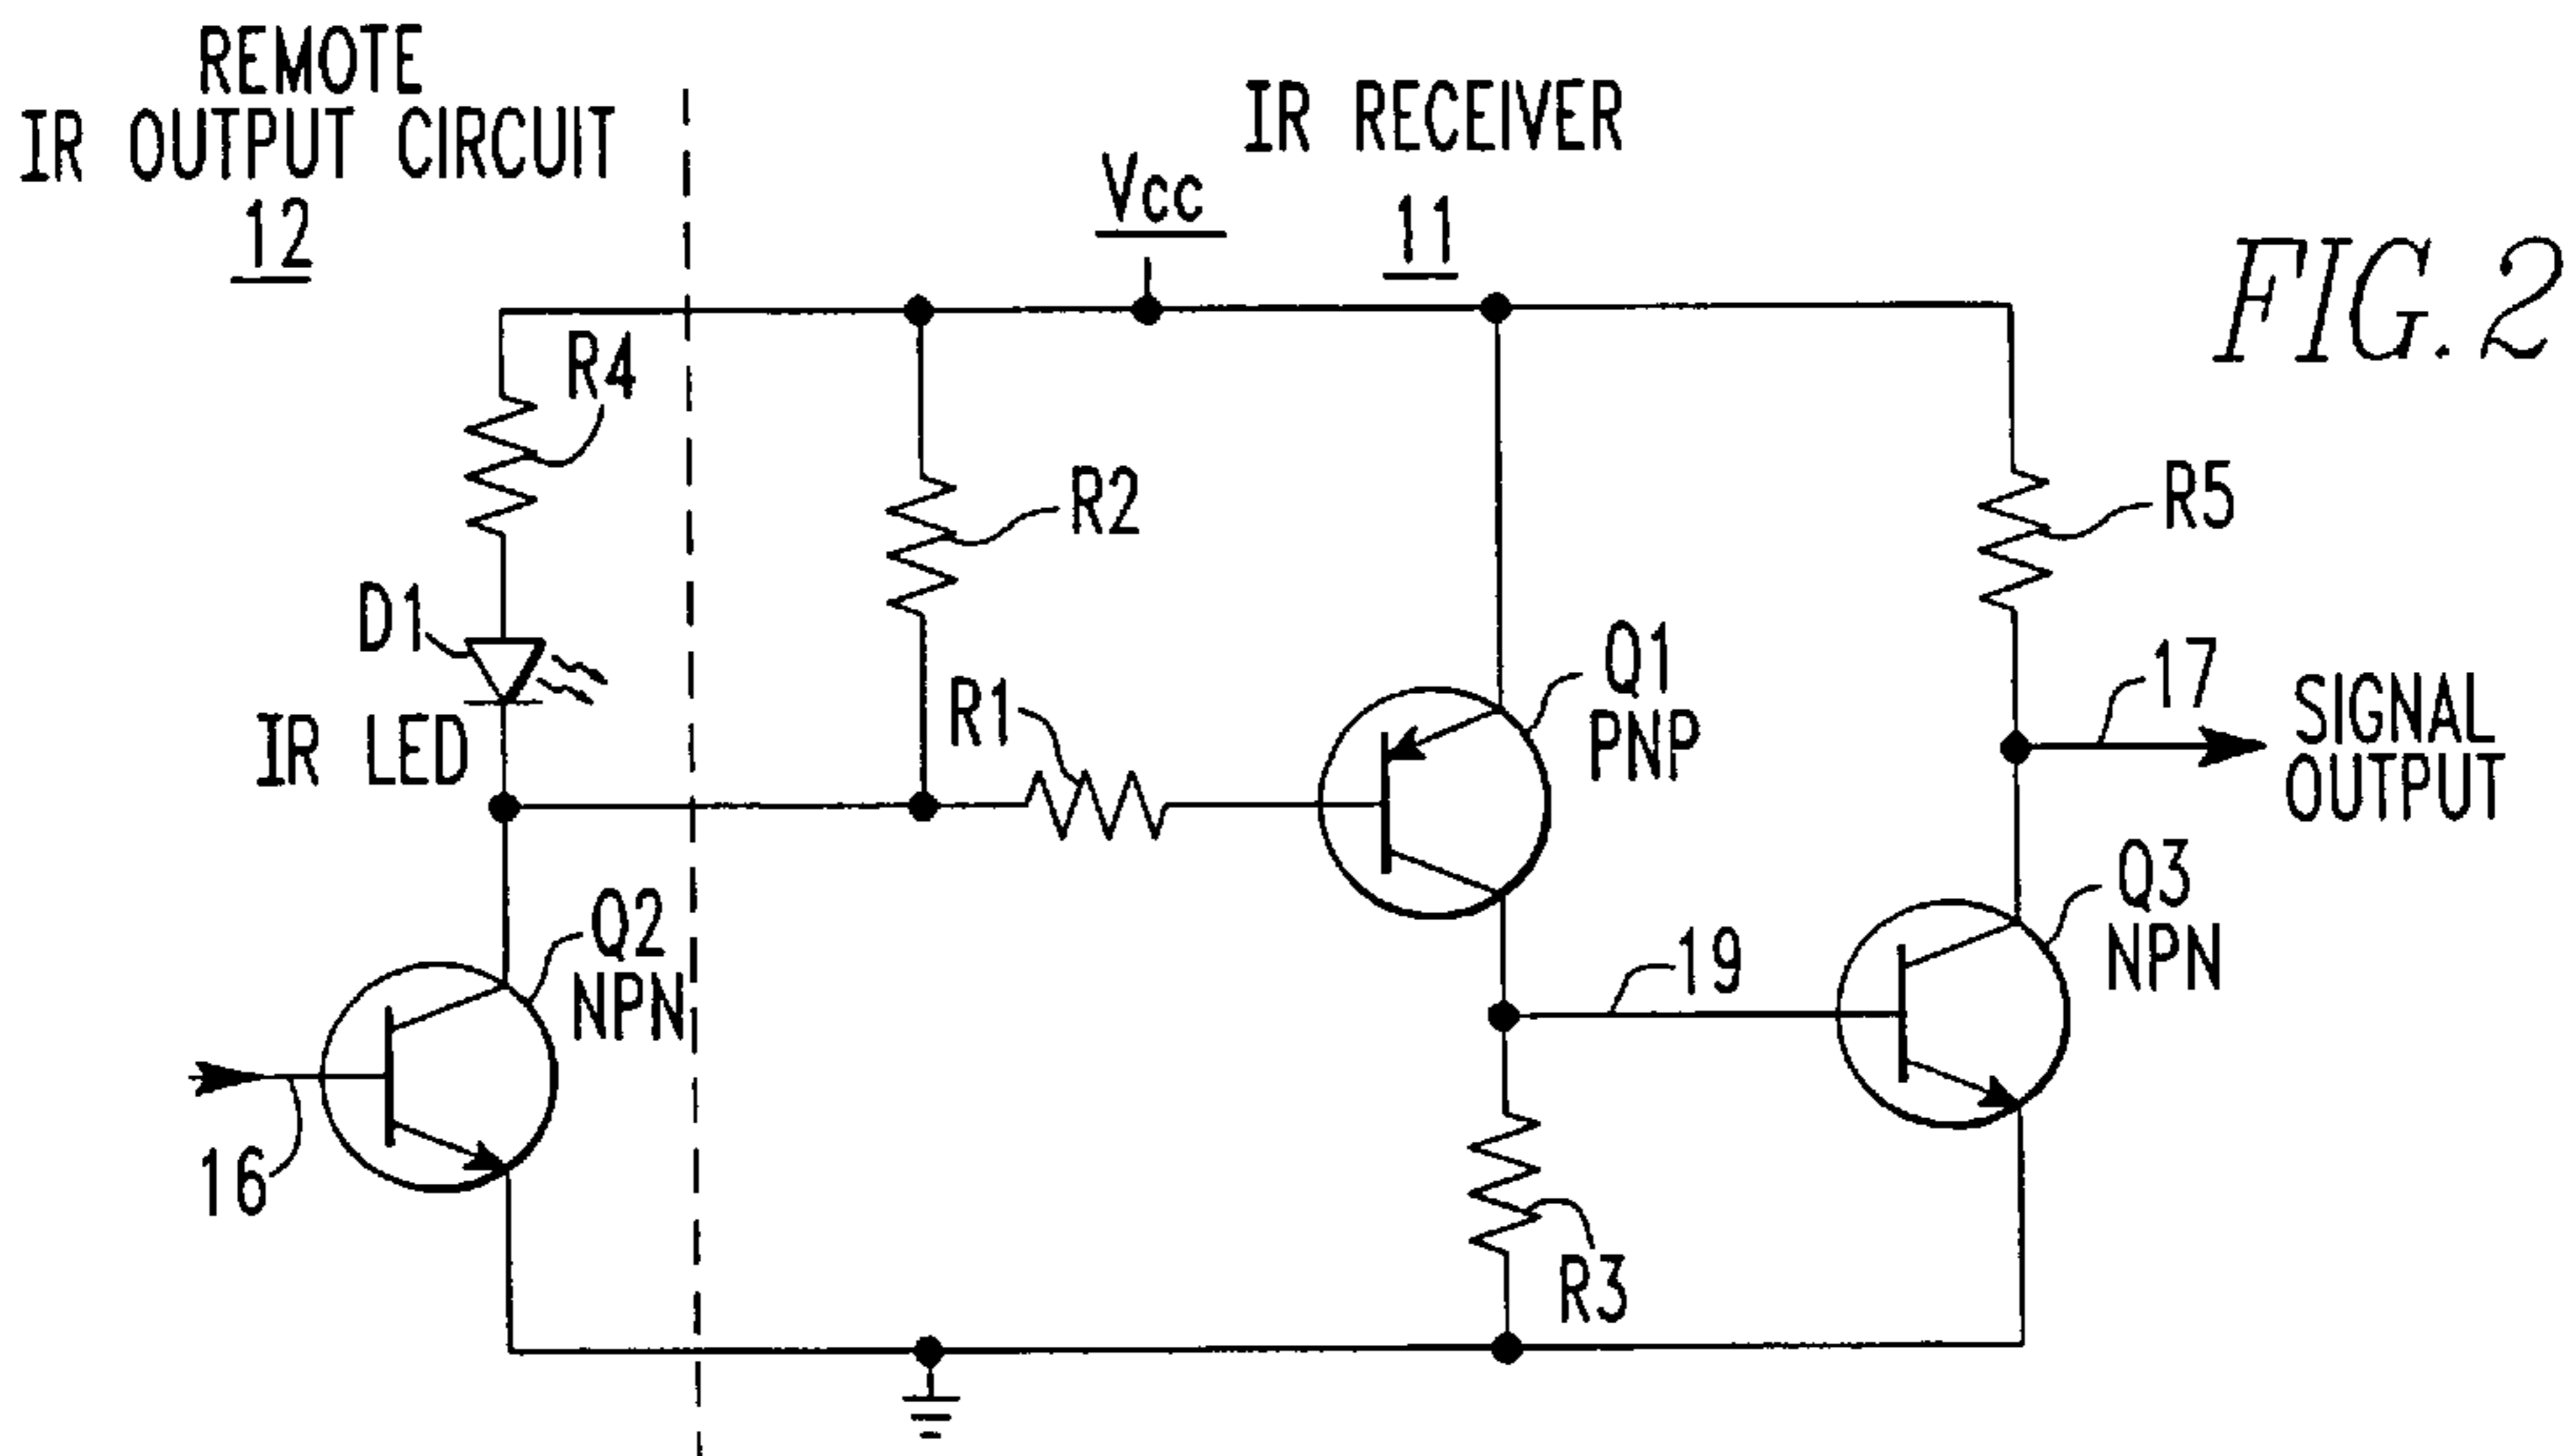 REMOTE
IR OUTPUT CIRCUIT
12
IR RECEIVER
11
Vcc
FIG. 2
R4
R2
R5
D1
IR LED
R1
Q1
PNP
17
SIGNAL
OUTPUT
Q2
NPN
19
Q3
NPN
16
R3